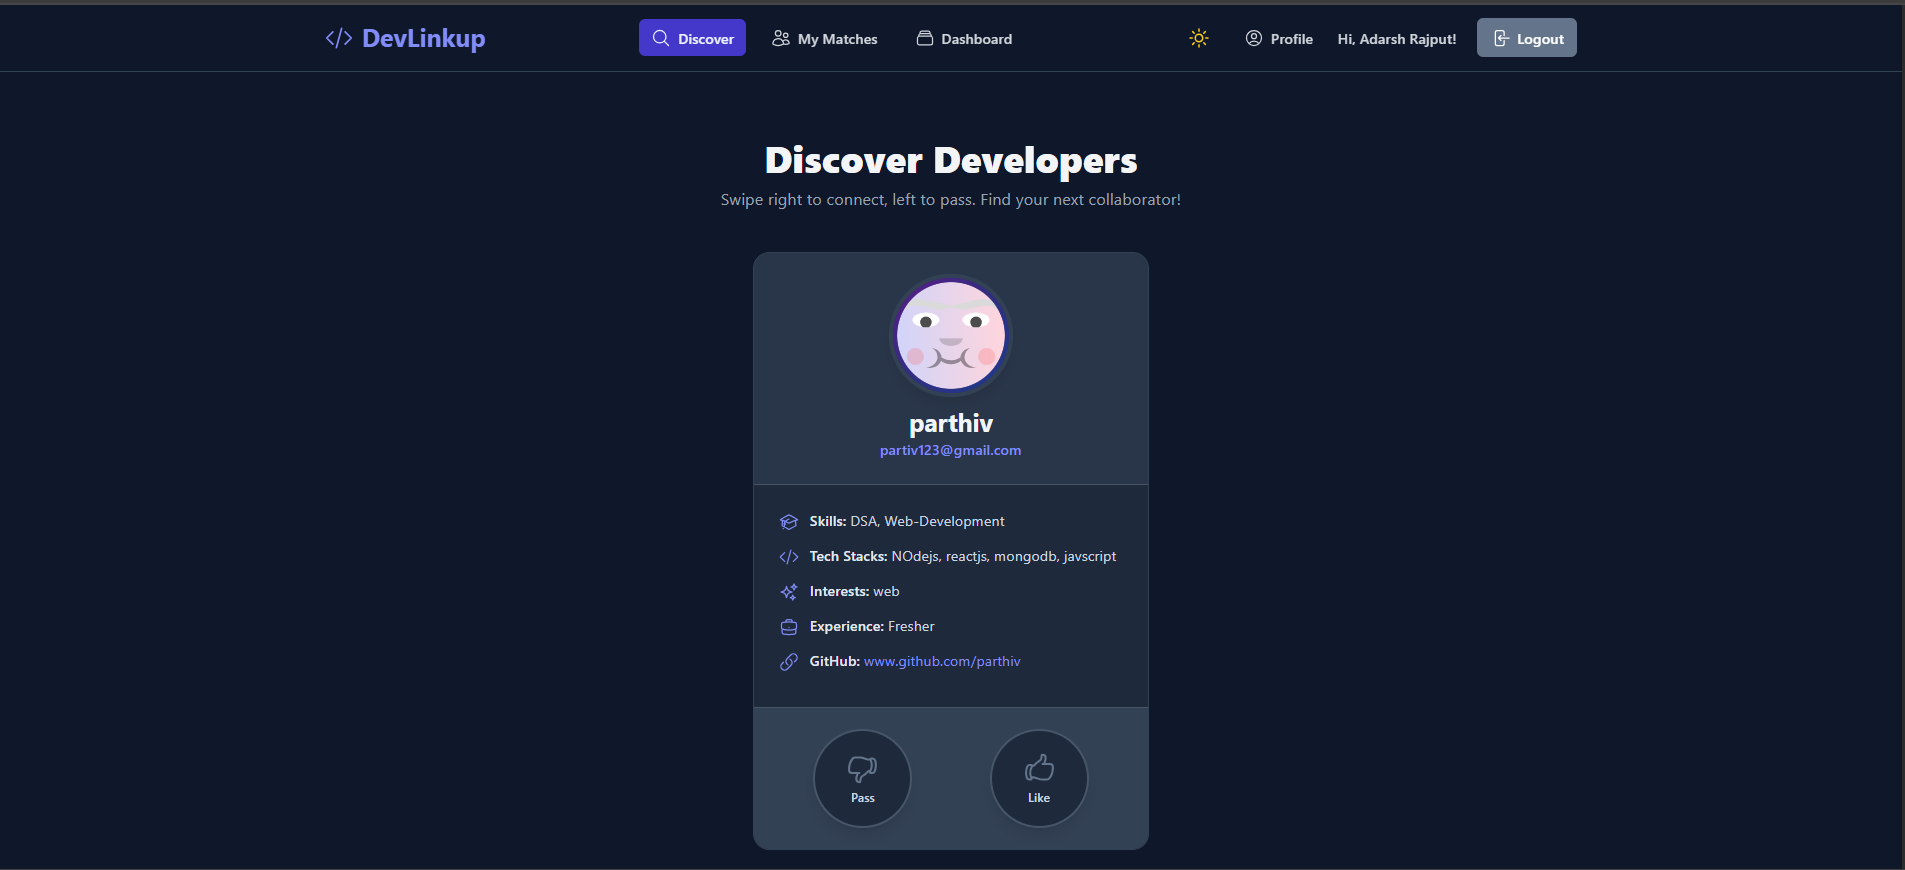 </> DevLinkup
Discover
My Matches
Dashboard
Profile
Hi, Adarsh Rajput!
Logout
Discover Developers
Swipe right to connect, left to pass. Find your next collaborator!
parthiv
partiv123@gmail.com
Skills: DSA, Web-Development
Tech Stacks: NOdejs, reactjs, mongodb, javscript
Interests: web
Experience: Fresher
GitHub: www.github.com/parthiv
Pass
Like